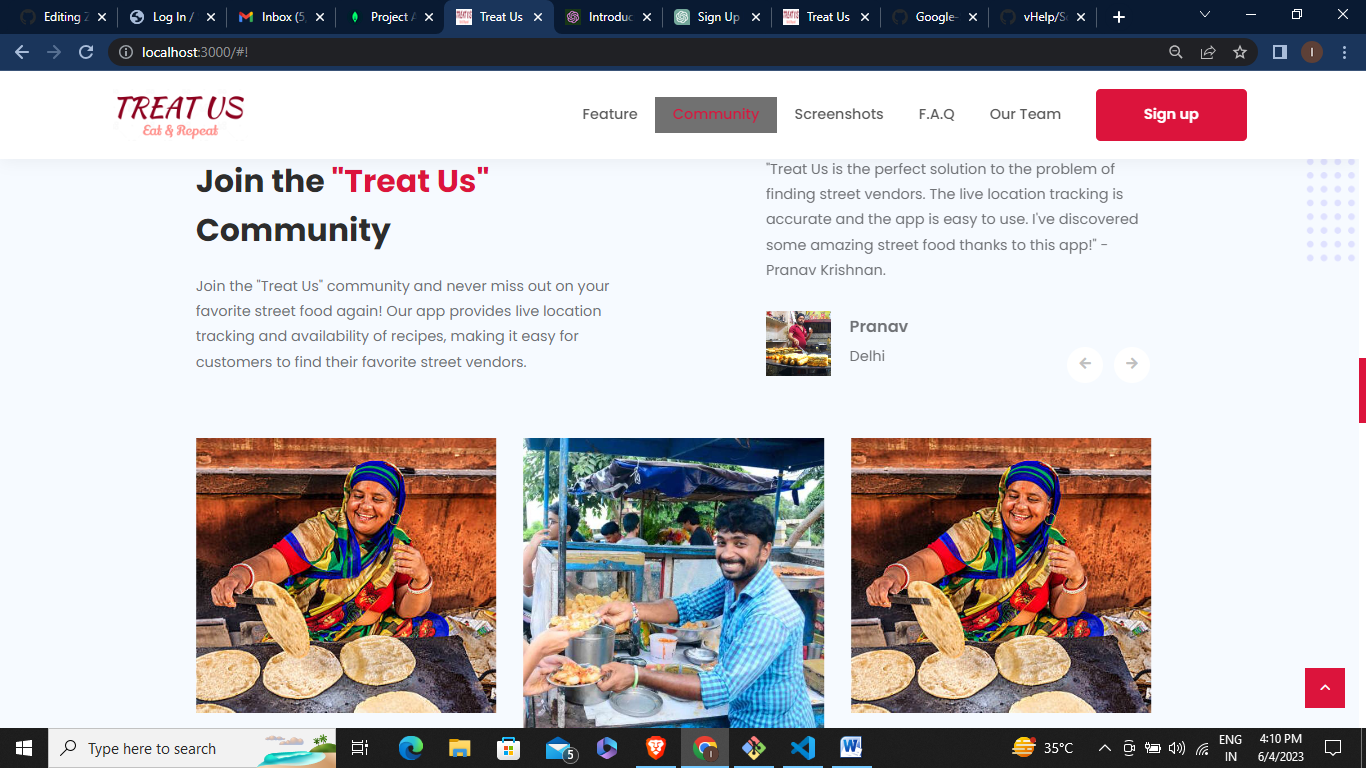 Editing 2
Log In /
Inbox (5,
Project A
Treat Us
Introduc
Sign Up
Treat Us
Google-
vHelp/S
localhost:3000/#!
I
TREAT US
Eat & Repeat
Feature
Community
Screenshots
F.A.Q
Our Team
Sign up
Join the "Treat Us"
Community
Join the "Treat Us" community and never miss out on your
favorite street food again! Our app provides live location
tracking and availability of recipes, making it easy for
customers to find their favorite street vendors.
"Treat Us is the perfect solution to the problem of
finding street vendors. The live location tracking is
accurate and the app is easy to use. I've discovered
some amazing street food thanks to this app!" -
Pranav Krishnan.
Pranav
Delhi
Type here to search
5
35°C
ENG
IN
4:10 PM
6/4/2023